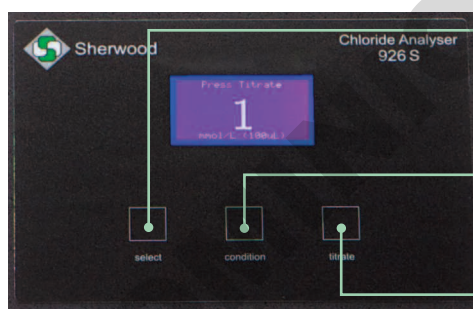 Sherwood
Chloride Analyser
926 S
Press Titrate
1
mmol/L (100uL)
select
condition
titrate